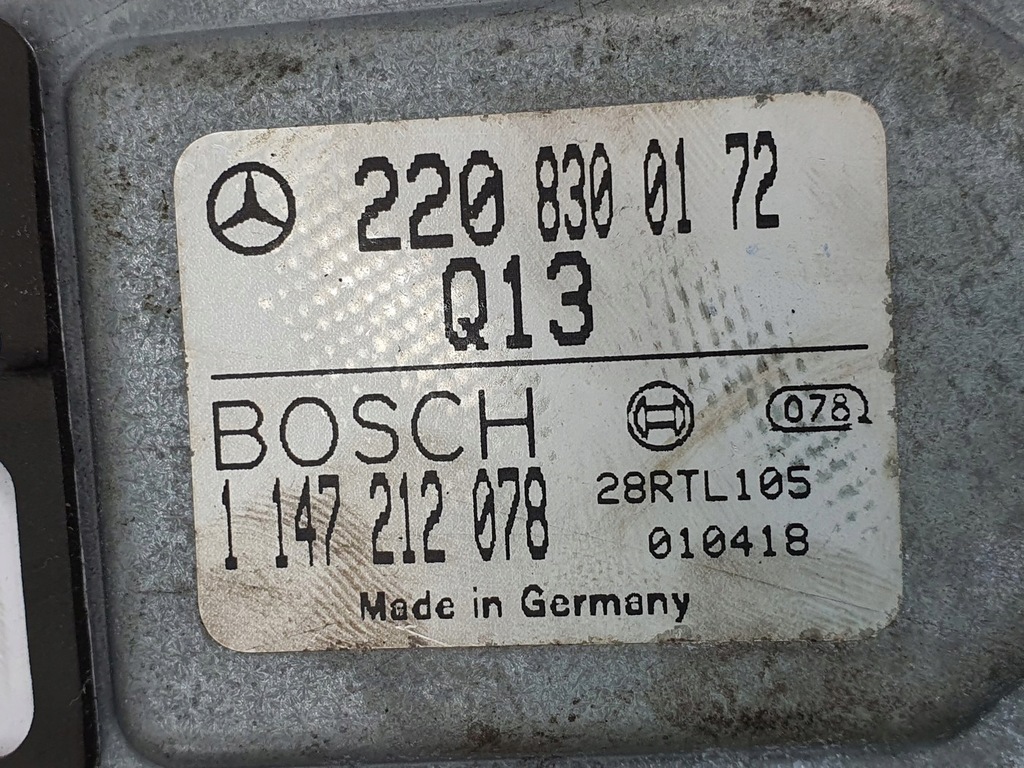 220 830 01 72
Q13
BOSCH
078
1 147 212 078
28RTL105
010418
Made in Germany